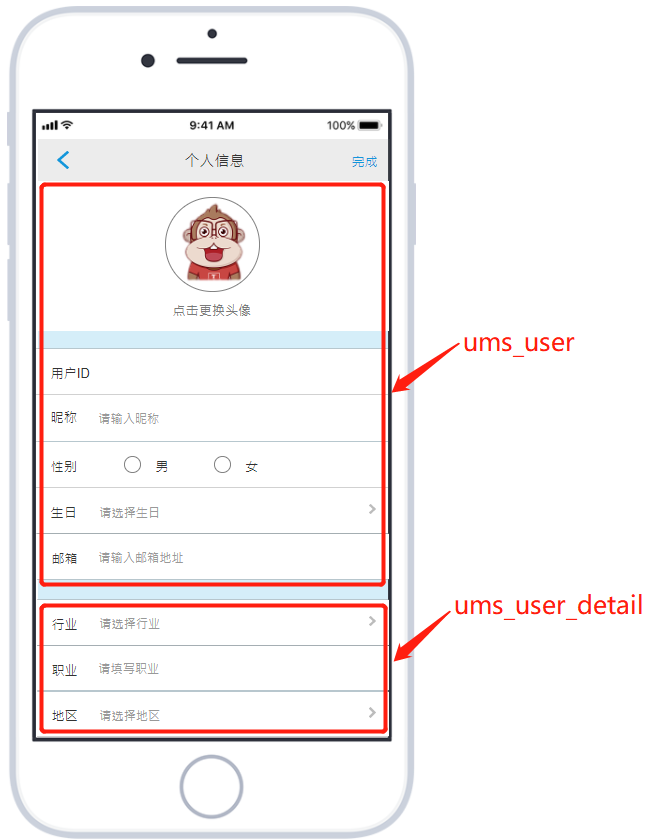 9:41 AM 100%
个人信息 完成
点击更换头像
ums_user
用户ID
昵称 请输入昵称
性别 男 女
生日 请选择生日
邮箱 请输入邮箱地址
ums_user_detail
行业 请选择行业
职业 请填写职业
地区 请选择地区